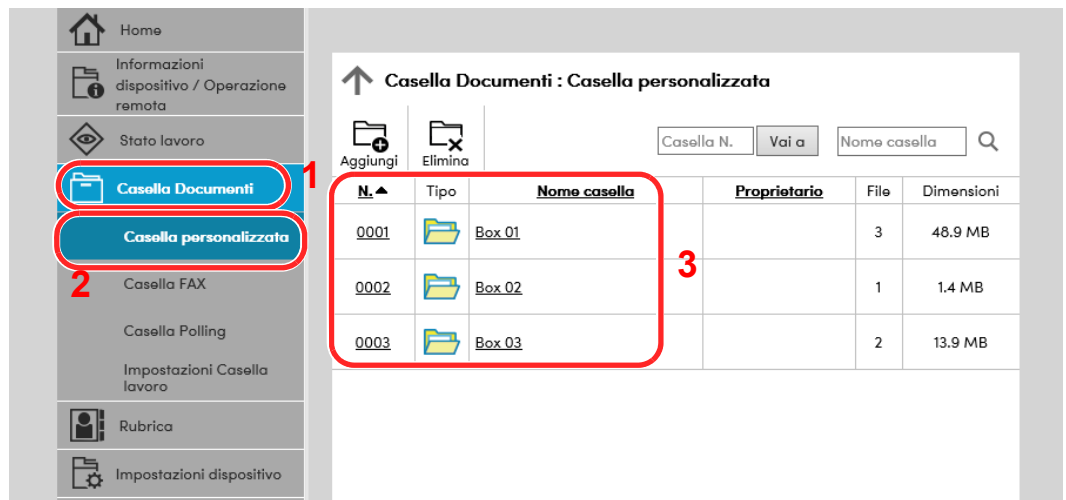 Home
Informazioni
dispositivo / Operazione
remota
Stato lavoro
Casella Documenti
1
Casella personalizzata
2
Casella FAX
Casella Polling
Impostazioni Casella
lavoro
Rubrica
Impostazioni dispositivo
Casella Documenti : Casella personalizzata
Aggiungi Elimina Casella N. Vai a Nome casella
N. Tipo Nome casella Proprietario File Dimensioni
0001 Box 01 3 48.9 MB
3
0002 Box 02 1 1.4 MB
0003 Box 03 2 13.9 MB